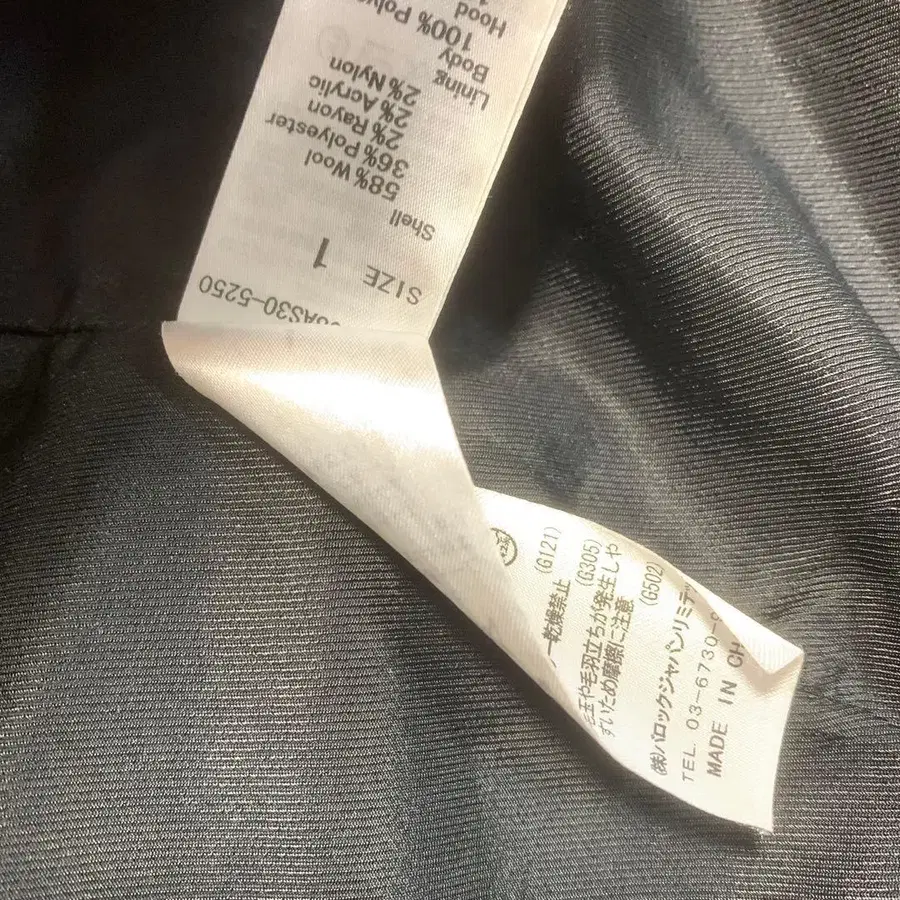 AS30-5250
SIZE 1
Shell
58% Wool
36% Polyester
2% Rayon
2% Acrylic
2% Nylon
Lining
Body
100%
Hood
乾燥禁止 (G121)
毛玉や毛羽立ちが発生しや (G305)
すいため摩擦に注意 (G502)
(株)バロックジャパンリミテッ
TEL. 03-6730-9
MADE IN CH